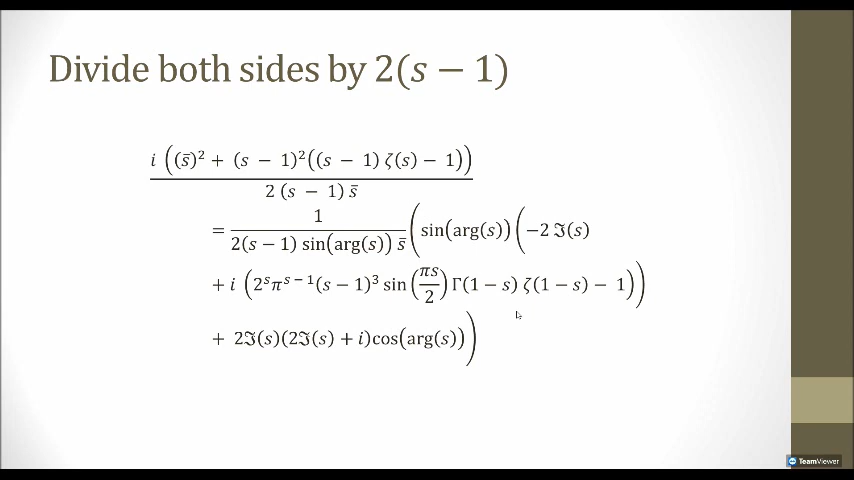 Divide both sides by 2(𝑠 − 1)
𝑖 ((s̄)² + (𝑠 − 1)²((𝑠 − 1) 𝜁(𝑠) − 1))
2 (𝑠 − 1) s̄
= 1 / (2(𝑠 − 1) sin(arg(𝑠)) s̄) (sin(arg(𝑠)) (−2 ℑ(𝑠)
+ 𝑖 (2ˢ𝜋ˢ⁻¹(𝑠 − 1)³ sin (𝜋𝑠/2) Γ(1 − 𝑠) 𝜁(1 − 𝑠) − 1))
+ 2ℑ(𝑠)(2ℑ(𝑠) + 𝑖)cos(arg(𝑠)))
TeamViewer